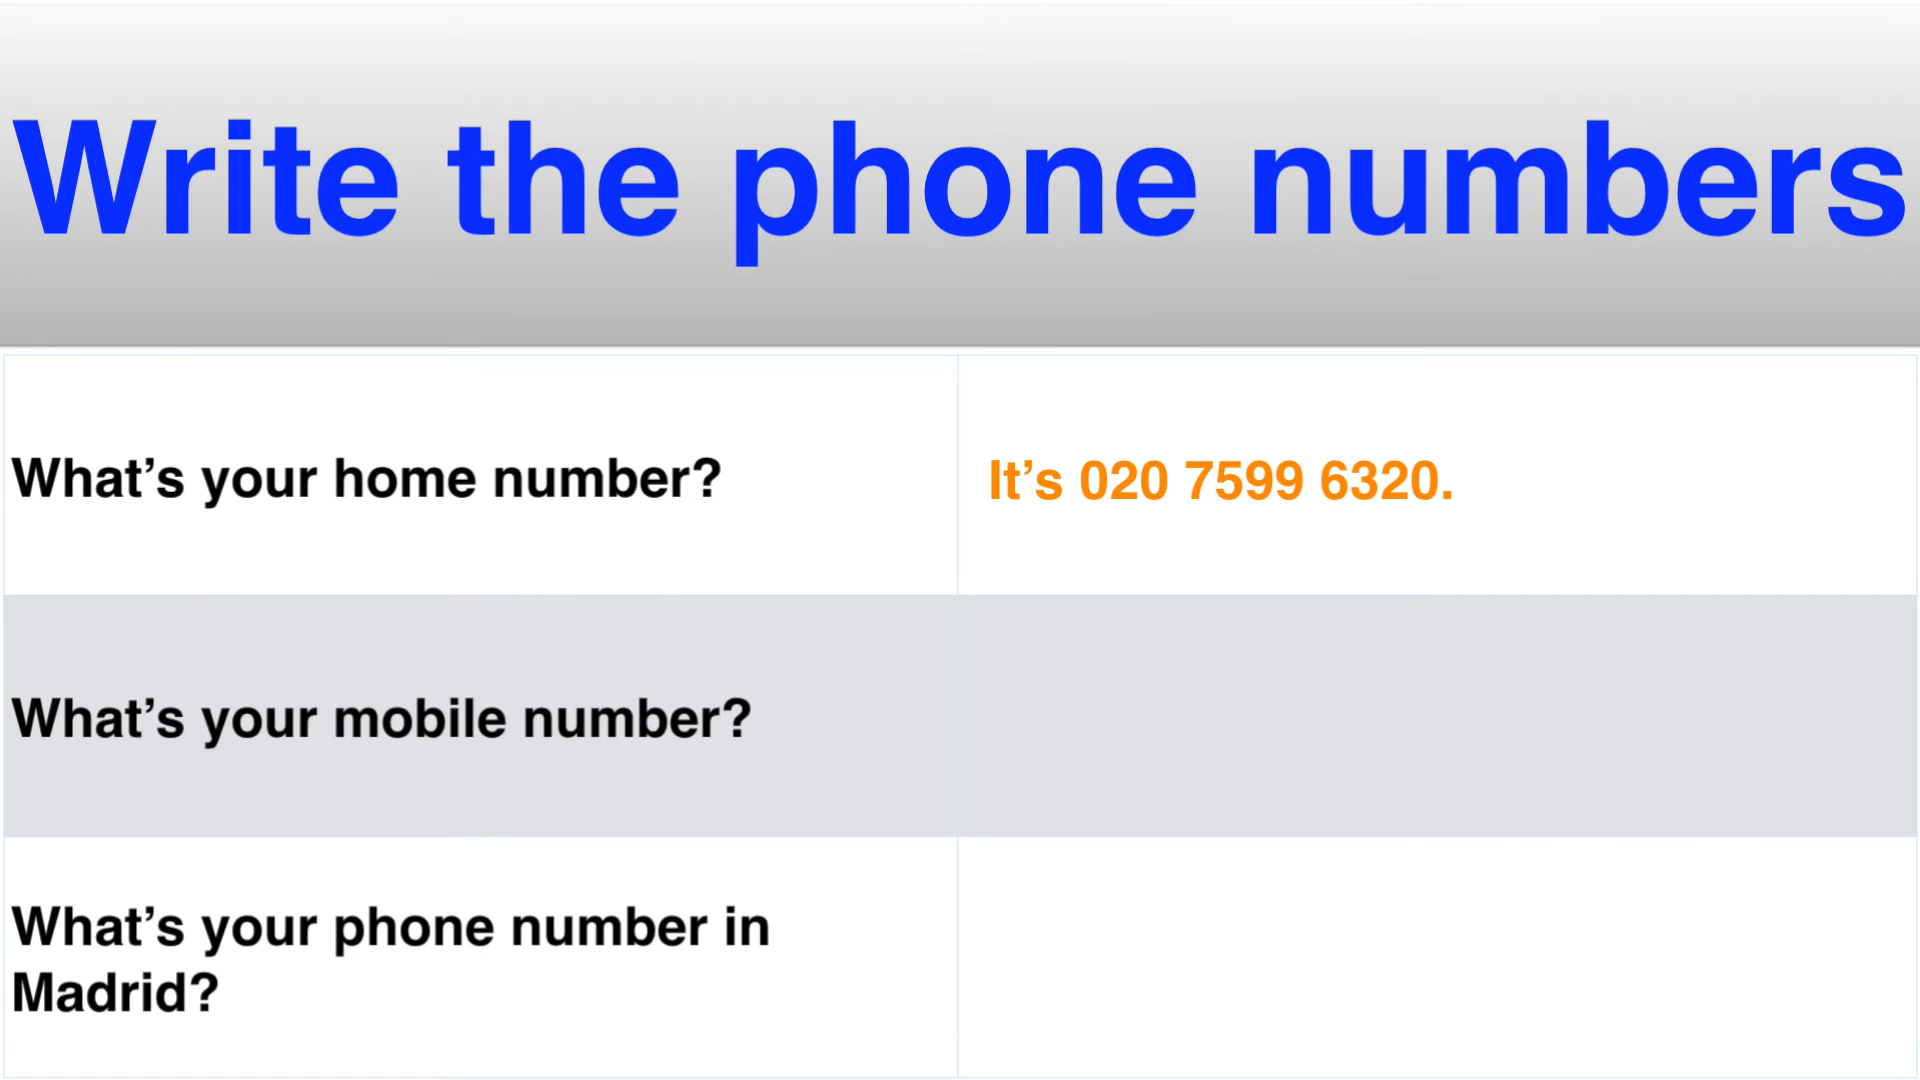 Write the phone numbers
What’s your home number?
It’s 020 7599 6320.
What’s your mobile number?
What’s your phone number in
Madrid?